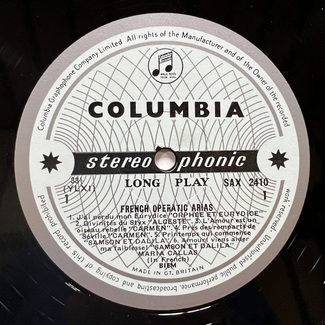 Columbia Graphophone Company Limited. All rights of the Manufacturer and of the Owner of the recorded work reserved. Unauthorised public performance broadcasting and copying of this record prohibited
COLUMBIA
stereophonic
33⅓
(YLX1)
LONG PLAY
SAX 2410
1
1
FRENCH OPERATIC ARIAS
1. J'ai perdu mon Eurydice "ORPHEE ET EURYDICE"
2. Divinités du Styx "ALCESTE" 3. L'Amour est un
oiseau rebelle "CARMEN" 4. Près des remparts de
Séville "CARMEN" 5. Printemps qui commence
"SAMSON ET DALILA" 6. Amour! viens aider
ma faiblesse! "SAMSON ET DALILA"
MARIA CALLAS
(in French)
BIEM
MADE IN GT. BRITAIN